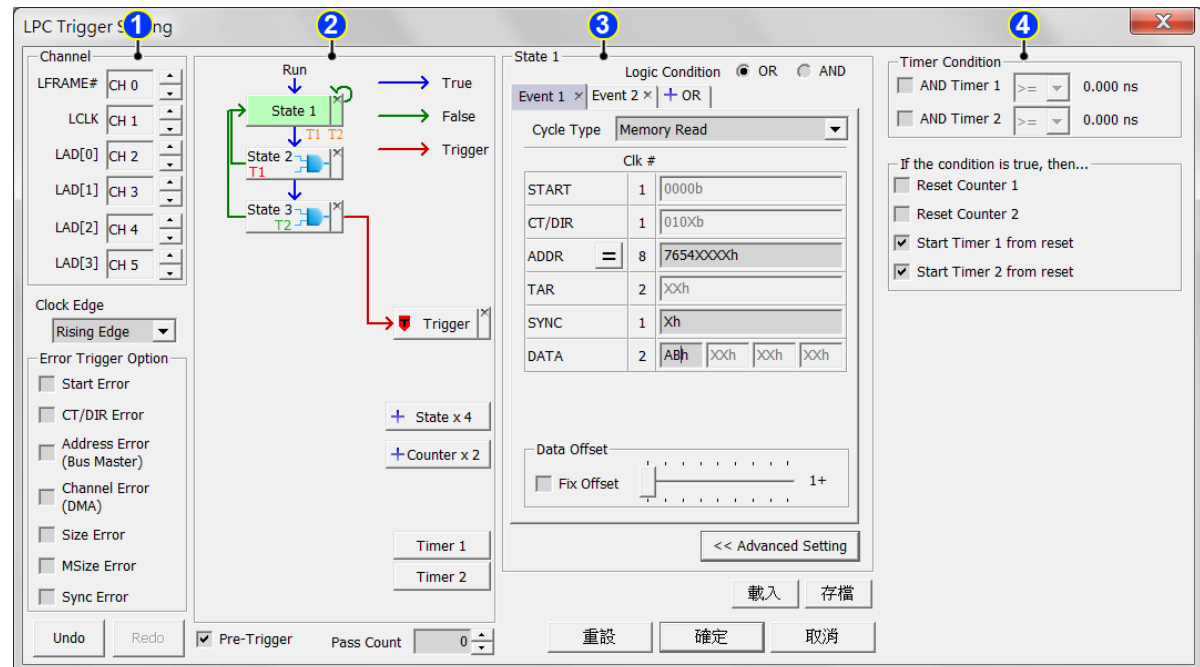 LPC Trigger S ng
1
2
3
4
Channel
LFRAME# CH 0
LCLK CH 1
LAD[0] CH 2
LAD[1] CH 3
LAD[2] CH 4
LAD[3] CH 5
Clock Edge
Rising Edge
Error Trigger Option
Start Error
CT/DIR Error
Address Error
(Bus Master)
Channel Error
(DMA)
Size Error
MSize Error
Sync Error
Undo Redo
Run
True
False
Trigger
State 1
T1 T2
State 2
T1
State 3
T2
Trigger
+ State x 4
+ Counter x 2
Timer 1
Timer 2
Pre-Trigger Pass Count 0
State 1
Logic Condition OR AND
Event 1 × Event 2 × + OR
Cycle Type Memory Read
Clk #
START 1 0000b
CT/DIR 1 010Xb
ADDR = 8 7654XXXXh
TAR 2 XXh
SYNC 1 Xh
DATA 2 ABh XXh XXh XXh
Data Offset
Fix Offset 1+
<< Advanced Setting
載入 存檔
重設 確定 取消
Timer Condition
AND Timer 1 >= 0.000 ns
AND Timer 2 >= 0.000 ns
If the condition is true, then...
Reset Counter 1
Reset Counter 2
Start Timer 1 from reset
Start Timer 2 from reset